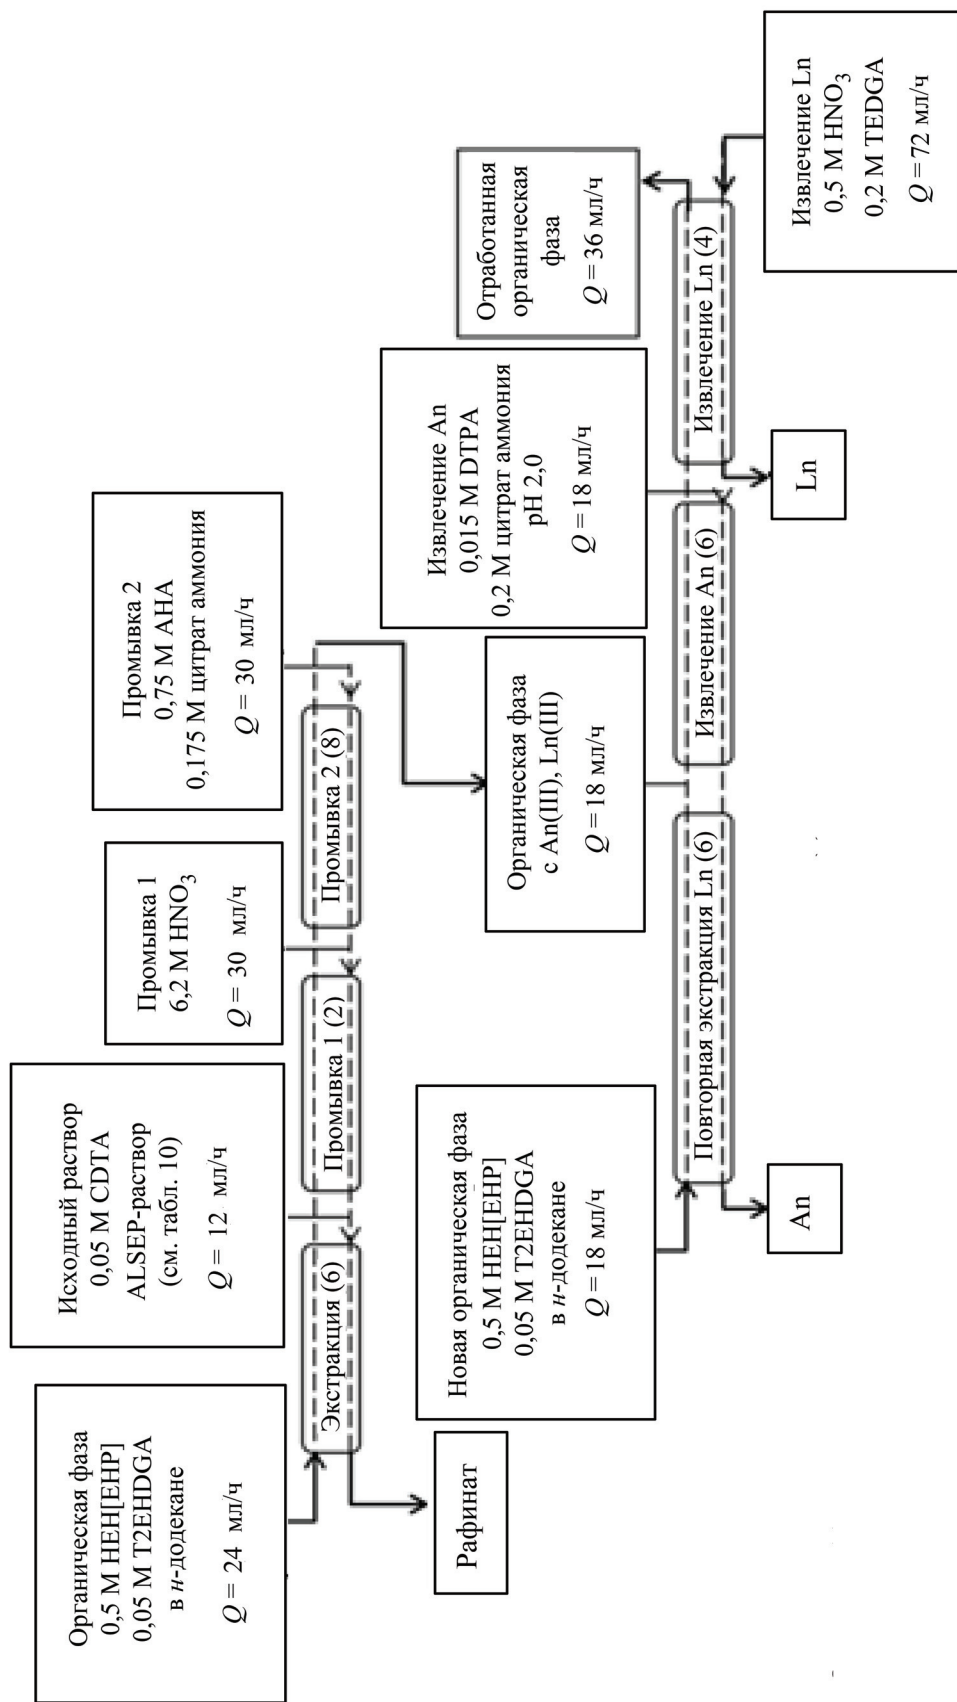 Органическая фаза
0,5 М HEH[EHP]
0,05 М T2EHDGA
в н-додекане
Q = 24 мл/ч
Исходный раствор
0,05 М CDTA
ALSEP-раствор
(см. табл. 10)
Q = 12 мл/ч
Промывка 1
6,2 М HNO₃
Q = 30 мл/ч
Промывка 2
0,75 М АНА
0,175 М цитрат аммония
Q = 30 мл/ч
Экстракция (6)
Промывка 1 (2)
Промывка 2 (8)
Рафинат
Новая органическая фаза
0,5 М HEH[EHP]
0,05 М T2EHDGA
в н-додекане
Q = 18 мл/ч
Органическая фаза
с An(III), Ln(III)
Q = 18 мл/ч
Извлечение An
0,015 М DTPA
0,2 М цитрат аммония
pH 2,0
Q = 18 мл/ч
Отработанная
органическая
фаза
Q = 36 мл/ч
Повторная экстракция Ln (6)
Извлечение An (6)
Извлечение Ln (4)
An
Ln
Извлечение Ln
0,5 М HNO₃
0,2 М TEDGA
Q = 72 мл/ч